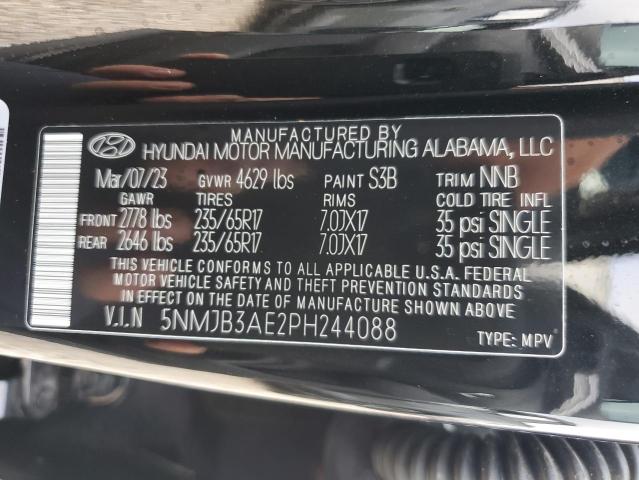 MANUFACTURED BY
HYUNDAI MOTOR MANUFACTURING ALABAMA, LLC
Mar/07/23 GVWR 4629 lbs PAINT S3B TRIM NNB
GAWR TIRES RIMS COLD TIRE INFL
FRONT 2778 lbs 235/65R17 7.0JX17 35 psi SINGLE
REAR 2646 lbs 235/65R17 7.0JX17 35 psi SINGLE
THIS VEHICLE CONFORMS TO ALL APPLICABLE U.S.A. FEDERAL
MOTOR VEHICLE SAFETY AND THEFT PREVENTION STANDARDS
IN EFFECT ON THE DATE OF MANUFACTURE SHOWN ABOVE
V.I.N 5NMJB3AE2PH244088
TYPE: MPV